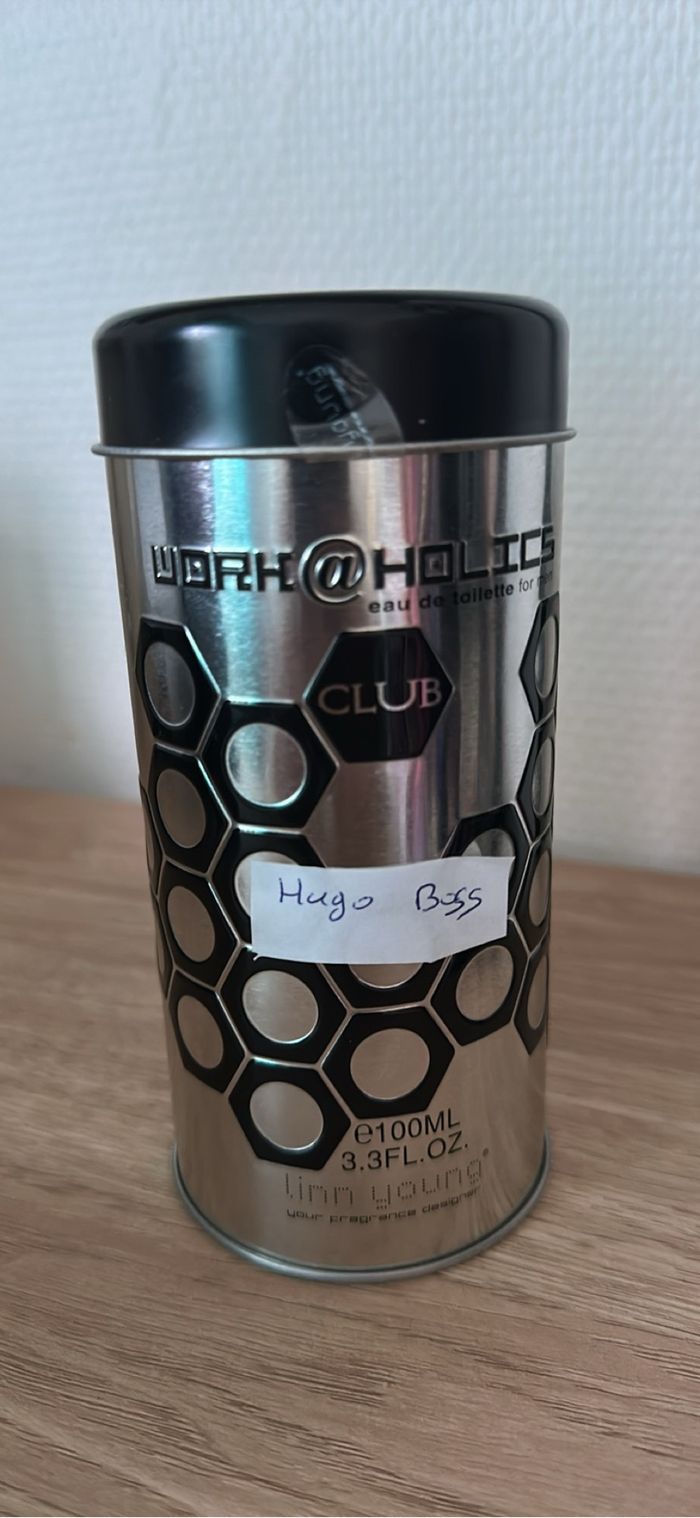 WORK@HOLICS
eau de toilette for men
CLUB
Hugo Boss
e100ML
3.3FL.OZ.
linn young®
your fragrance designer